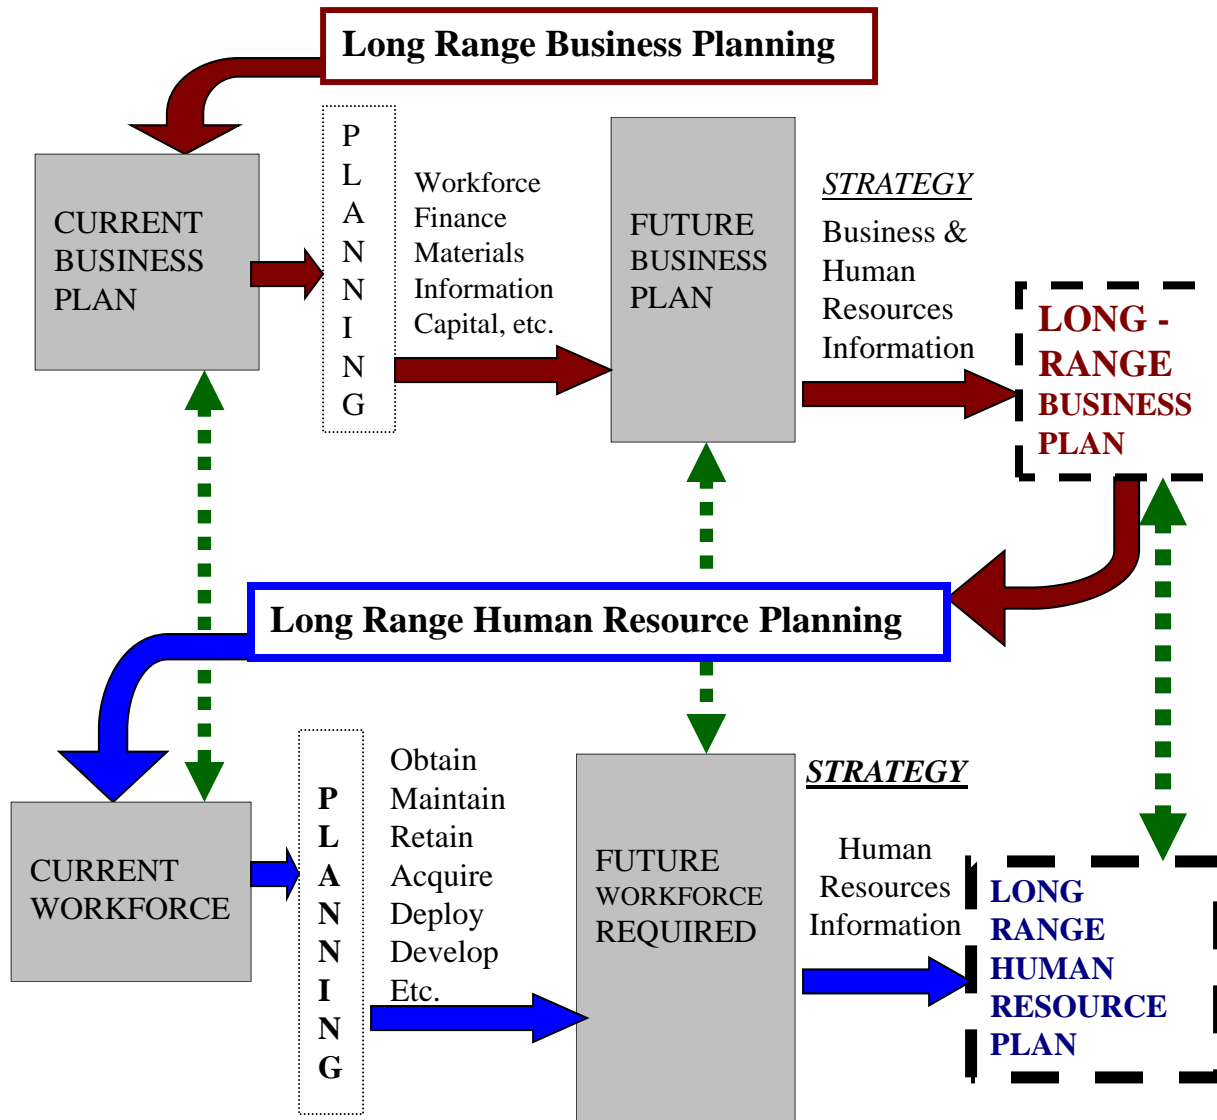 Long Range Business Planning
CURRENT
BUSINESS
PLAN
P
L
A
N
N
I
N
G
Workforce
Finance
Materials
Information
Capital, etc.
FUTURE
BUSINESS
PLAN
STRATEGY
Business &
Human
Resources
Information
LONG -
RANGE
BUSINESS
PLAN
Long Range Human Resource Planning
CURRENT
WORKFORCE
P
L
A
N
N
I
N
G
Obtain
Maintain
Retain
Acquire
Deploy
Develop
Etc.
FUTURE
WORKFORCE
REQUIRED
STRATEGY
Human
Resources
Information
LONG
RANGE
HUMAN
RESOURCE
PLAN